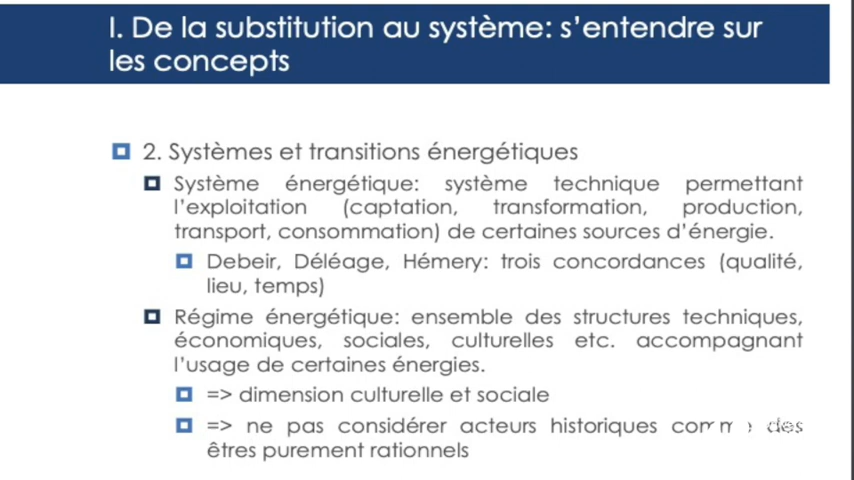 I. De la substitution au système: s'entendre sur
les concepts
2. Systèmes et transitions énergétiques
Système énergétique: système technique permettant
l'exploitation (captation, transformation, production,
transport, consommation) de certaines sources d'énergie.
Debeir, Déléage, Hémery: trois concordances (qualité,
lieu, temps)
Régime énergétique: ensemble des structures techniques,
économiques, sociales, culturelles etc. accompagnant
l'usage de certaines énergies.
=> dimension culturelle et sociale
=> ne pas considérer acteurs historiques comme des
êtres purement rationnels